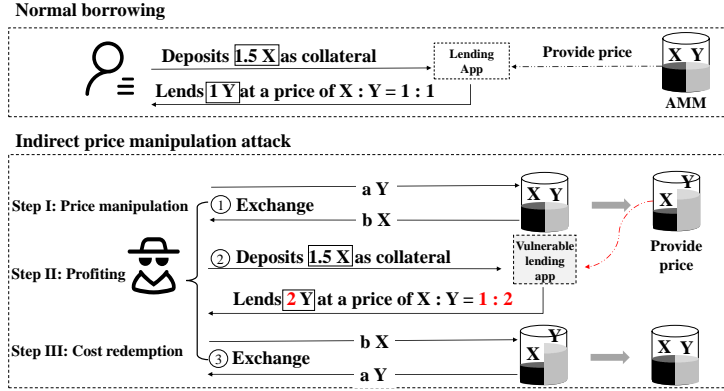 Normal borrowing
Deposits 1.5 X as collateral
Lending
App
Provide price
X Y
Lends 1 Y at a price of X : Y = 1 : 1
AMM
Indirect price manipulation attack
a Y
Step I: Price manipulation
1 Exchange
b X
X Y
X Y
Provide
price
2 Deposits 1.5 X as collateral
Vulnerable
lending
app
Step II: Profiting
Lends 2 Y at a price of X : Y = 1 : 2
b X
Step III: Cost redemption
3 Exchange
a Y
X Y
X Y